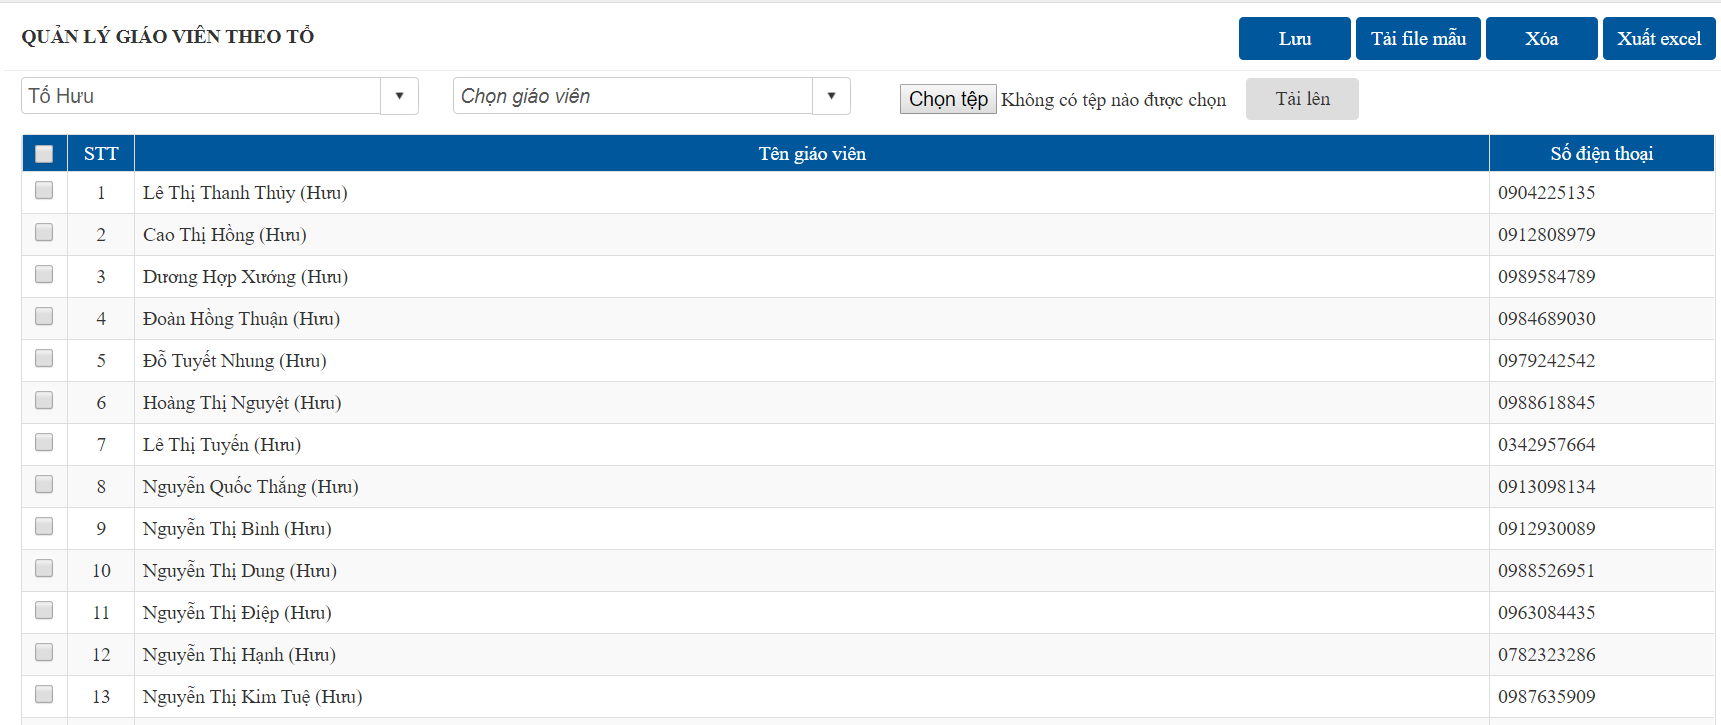 QUẢN LÝ GIÁO VIÊN THEO TỔ
Lưu Tải file mẫu Xóa Xuất excel
Tổ Hưu Chọn giáo viên Chọn tệp Không có tệp nào được chọn Tải lên
STT Tên giáo viên Số điện thoại
1 Lê Thị Thanh Thủy (Hưu) 0904225135
2 Cao Thị Hồng (Hưu) 0912808979
3 Dương Hợp Xướng (Hưu) 0989584789
4 Đoàn Hồng Thuận (Hưu) 0984689030
5 Đỗ Tuyết Nhung (Hưu) 0979242542
6 Hoàng Thị Nguyệt (Hưu) 0988618845
7 Lê Thị Tuyến (Hưu) 0342957664
8 Nguyễn Quốc Thắng (Hưu) 0913098134
9 Nguyễn Thị Bình (Hưu) 0912930089
10 Nguyễn Thị Dung (Hưu) 0988526951
11 Nguyễn Thị Điệp (Hưu) 0963084435
12 Nguyễn Thị Hạnh (Hưu) 0782323286
13 Nguyễn Thị Kim Tuệ (Hưu) 0987635909